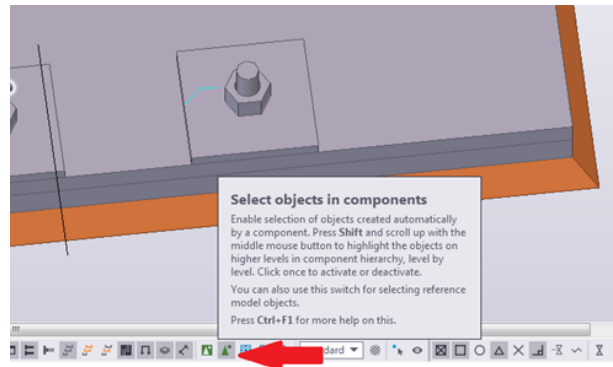 Select objects in components
Enable selection of objects created automatically
by a component. Press Shift and scroll up with the
middle mouse button to highlight the objects on
higher levels in component hierarchy, level by
level. Click once to activate or deactivate.
You can also use this switch for selecting reference
model objects.
Press Ctrl+F1 for more help on this.